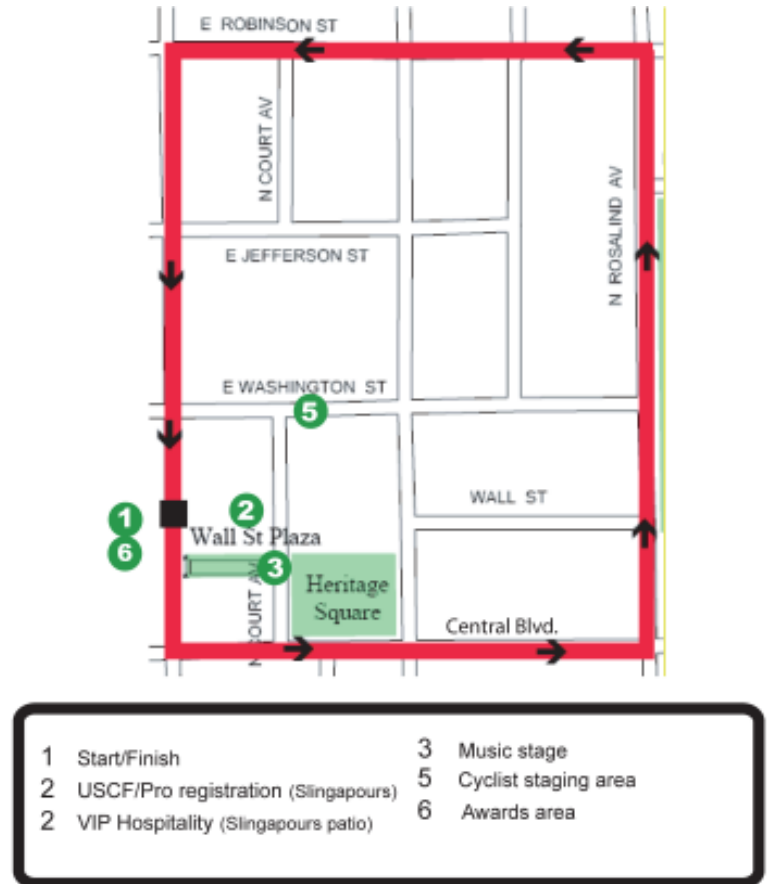 E ROBINSON ST
N COURT AV
N ROSALIND AV
E JEFFERSON ST
E WASHINGTON ST
5
WALL ST
1
2
6
Wall St Plaza
3
N COURT AV
Heritage
Square
Central Blvd.
1 Start/Finish
2 USCF/Pro registration (Slingapours)
2 VIP Hospitality (Slingapours patio)
3 Music stage
5 Cyclist staging area
6 Awards area